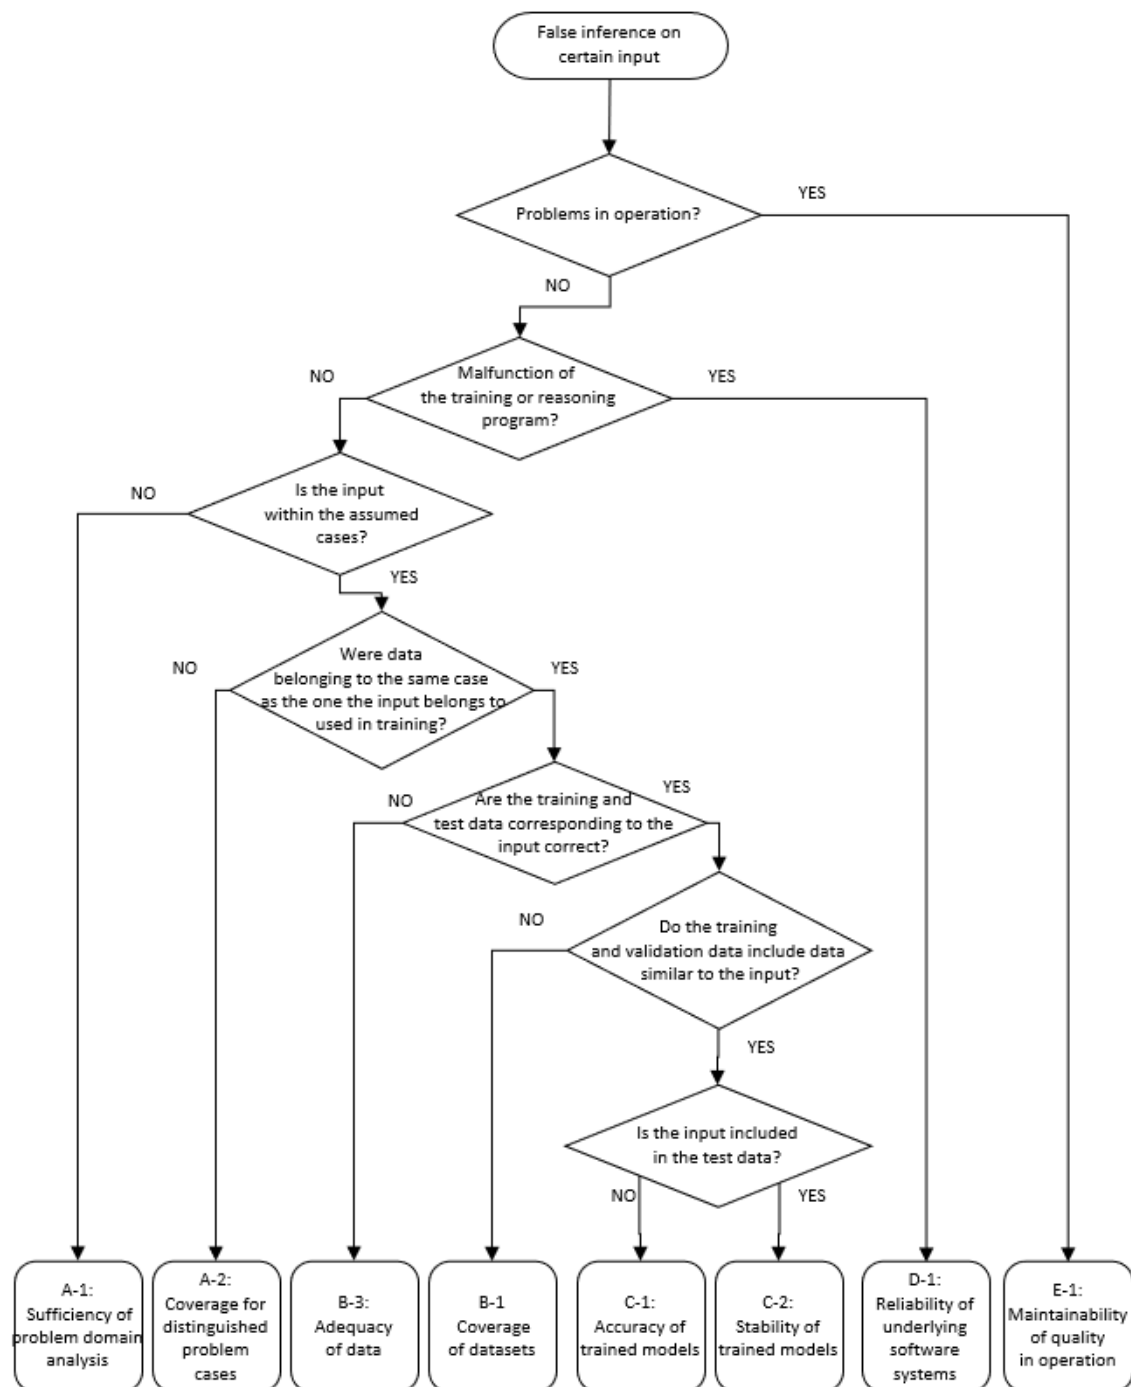 False inference on
certain input
Problems in operation?
YES
NO
Malfunction of
the training or reasoning
program?
NO
YES
Is the input
within the assumed
cases?
NO
YES
Were data
belonging to the same case
as the one the input belongs to
used in training?
NO
YES
Are the training and
test data corresponding to the
input correct?
NO
YES
Do the training
and validation data include data
similar to the input?
NO
YES
Is the input included
in the test data?
NO
YES
A-1:
Sufficiency of
problem domain
analysis
A-2:
Coverage for
distinguished
problem
cases
B-3:
Adequacy
of data
B-1
Coverage
of datasets
C-1:
Accuracy of
trained models
C-2:
Stability of
trained models
D-1:
Reliability of
underlying
software
systems
E-1:
Maintainability
of quality
in operation